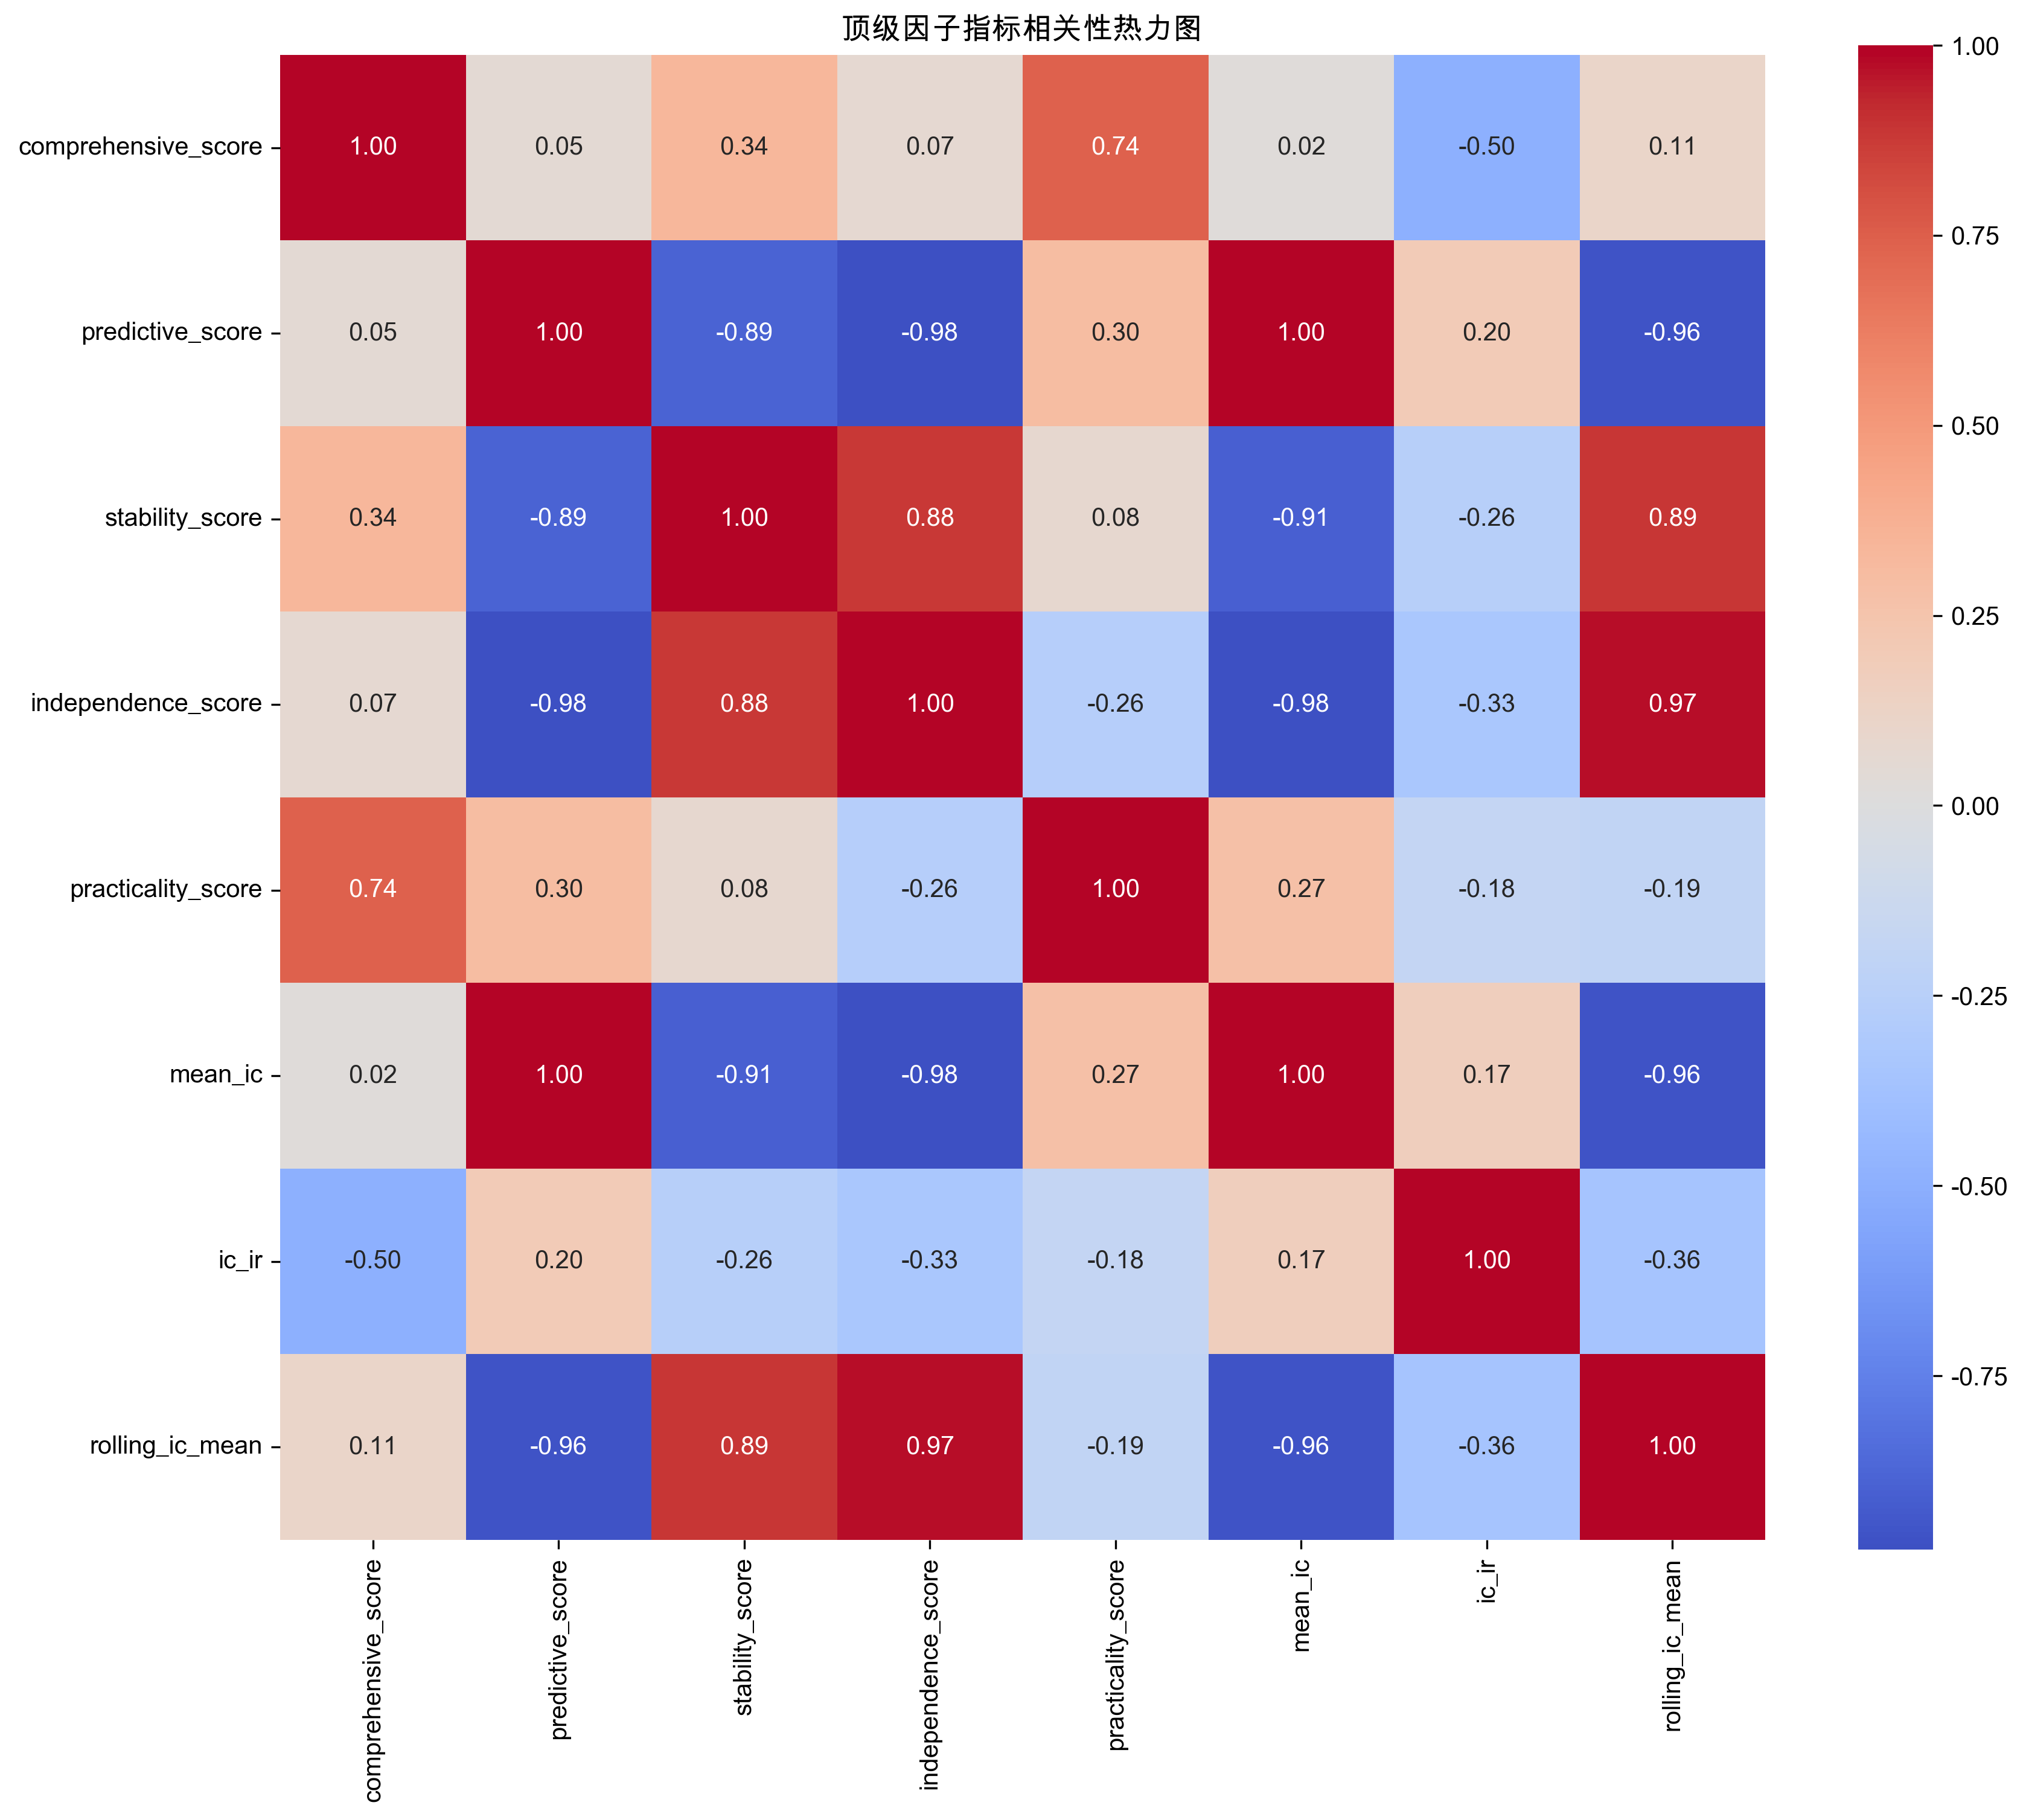 顶级因子指标相关性热力图
comprehensive_score 1.00 0.05 0.34 0.07 0.74 0.02 -0.50 0.11
predictive_score 0.05 1.00 -0.89 -0.98 0.30 1.00 0.20 -0.96
stability_score 0.34 -0.89 1.00 0.88 0.08 -0.91 -0.26 0.89
independence_score 0.07 -0.98 0.88 1.00 -0.26 -0.98 -0.33 0.97
practicality_score 0.74 0.30 0.08 -0.26 1.00 0.27 -0.18 -0.19
mean_ic 0.02 1.00 -0.91 -0.98 0.27 1.00 0.17 -0.96
ic_ir -0.50 0.20 -0.26 -0.33 -0.18 0.17 1.00 -0.36
rolling_ic_mean 0.11 -0.96 0.89 0.97 -0.19 -0.96 -0.36 1.00
comprehensive_score
predictive_score
stability_score
independence_score
practicality_score
mean_ic
ic_ir
rolling_ic_mean
1.00
0.75
0.50
0.25
0.00
-0.25
-0.50
-0.75